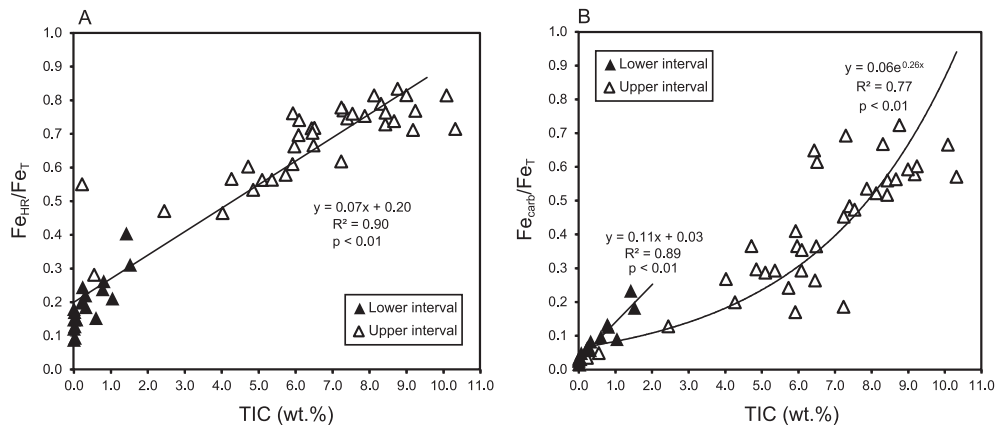 A
1.0
0.9
0.8
0.7
0.6
0.5
0.4
0.3
0.2
0.1
0.0
Fe_HR/Fe_T
y = 0.07x + 0.20
R² = 0.90
p < 0.01
Lower interval
Upper interval
0.0 1.0 2.0 3.0 4.0 5.0 6.0 7.0 8.0 9.0 10.0 11.0
TIC (wt.%)
B
1.0
0.9
0.8
0.7
0.6
0.5
0.4
0.3
0.2
0.1
0.0
Fe_carb/Fe_T
Lower interval
Upper interval
y = 0.06e^0.26x
R² = 0.77
p < 0.01
y = 0.11x + 0.03
R² = 0.89
p < 0.01
0.0 1.0 2.0 3.0 4.0 5.0 6.0 7.0 8.0 9.0 10.0 11.0
TIC (wt.%)